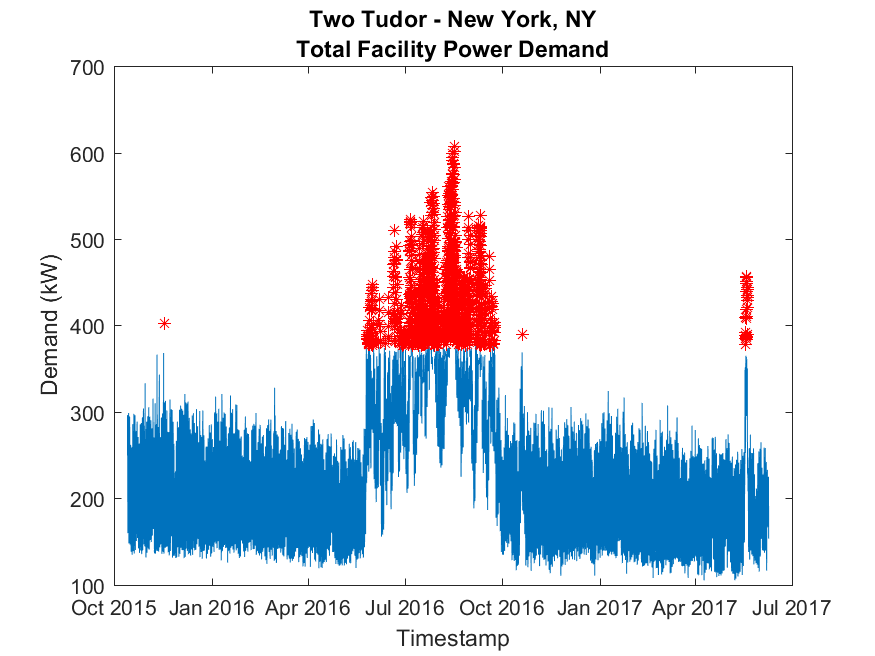 Two Tudor - New York, NY
Total Facility Power Demand
700
600
500
400
300
200
100
Demand (kW)
Oct 2015 Jan 2016 Apr 2016 Jul 2016 Oct 2016 Jan 2017 Apr 2017 Jul 2017
Timestamp